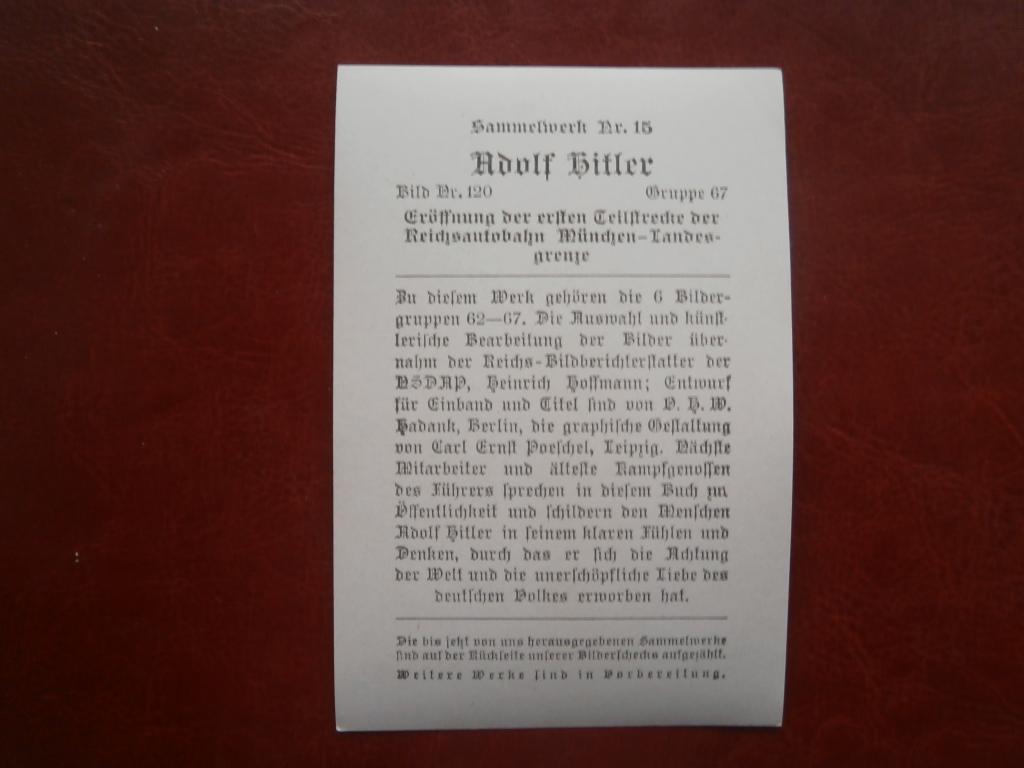 Sammelwerk Nr. 15
Adolf Hitler
Bild Nr. 120 Gruppe 67
Eröffnung der ersten Teilstrecke der
Reichsautobahn München-Landes-
grenze
Zu diesem Werk gehören die 6 Bilder-
gruppen 62—67. Die Auswahl und künst-
lerische Bearbeitung der Bilder über-
nahm der Reichs-Bildberichterstatter der
NSDAP, Heinrich Hoffmann; Entwurf
für Einband und Titel sind von O. H. W.
Hadank, Berlin, die graphische Gestaltung
von Carl Ernst Poeschel, Leipzig. Nächste
Mitarbeiter und älteste Kampfgenossen
des Führers sprechen in diesem Buch zur
Öffentlichkeit und schildern den Menschen
Adolf Hitler in seinem klaren Fühlen und
Denken, durch das er sich die Achtung
der Welt und die unerschöpfliche Liebe des
deutschen Volkes erworben hat.
Die bis jetzt von uns herausgegebenen Sammelwerke
sind auf der Rückseite unserer Bilderschecks aufgezählt.
Weitere Werke sind in Vorbereitung.